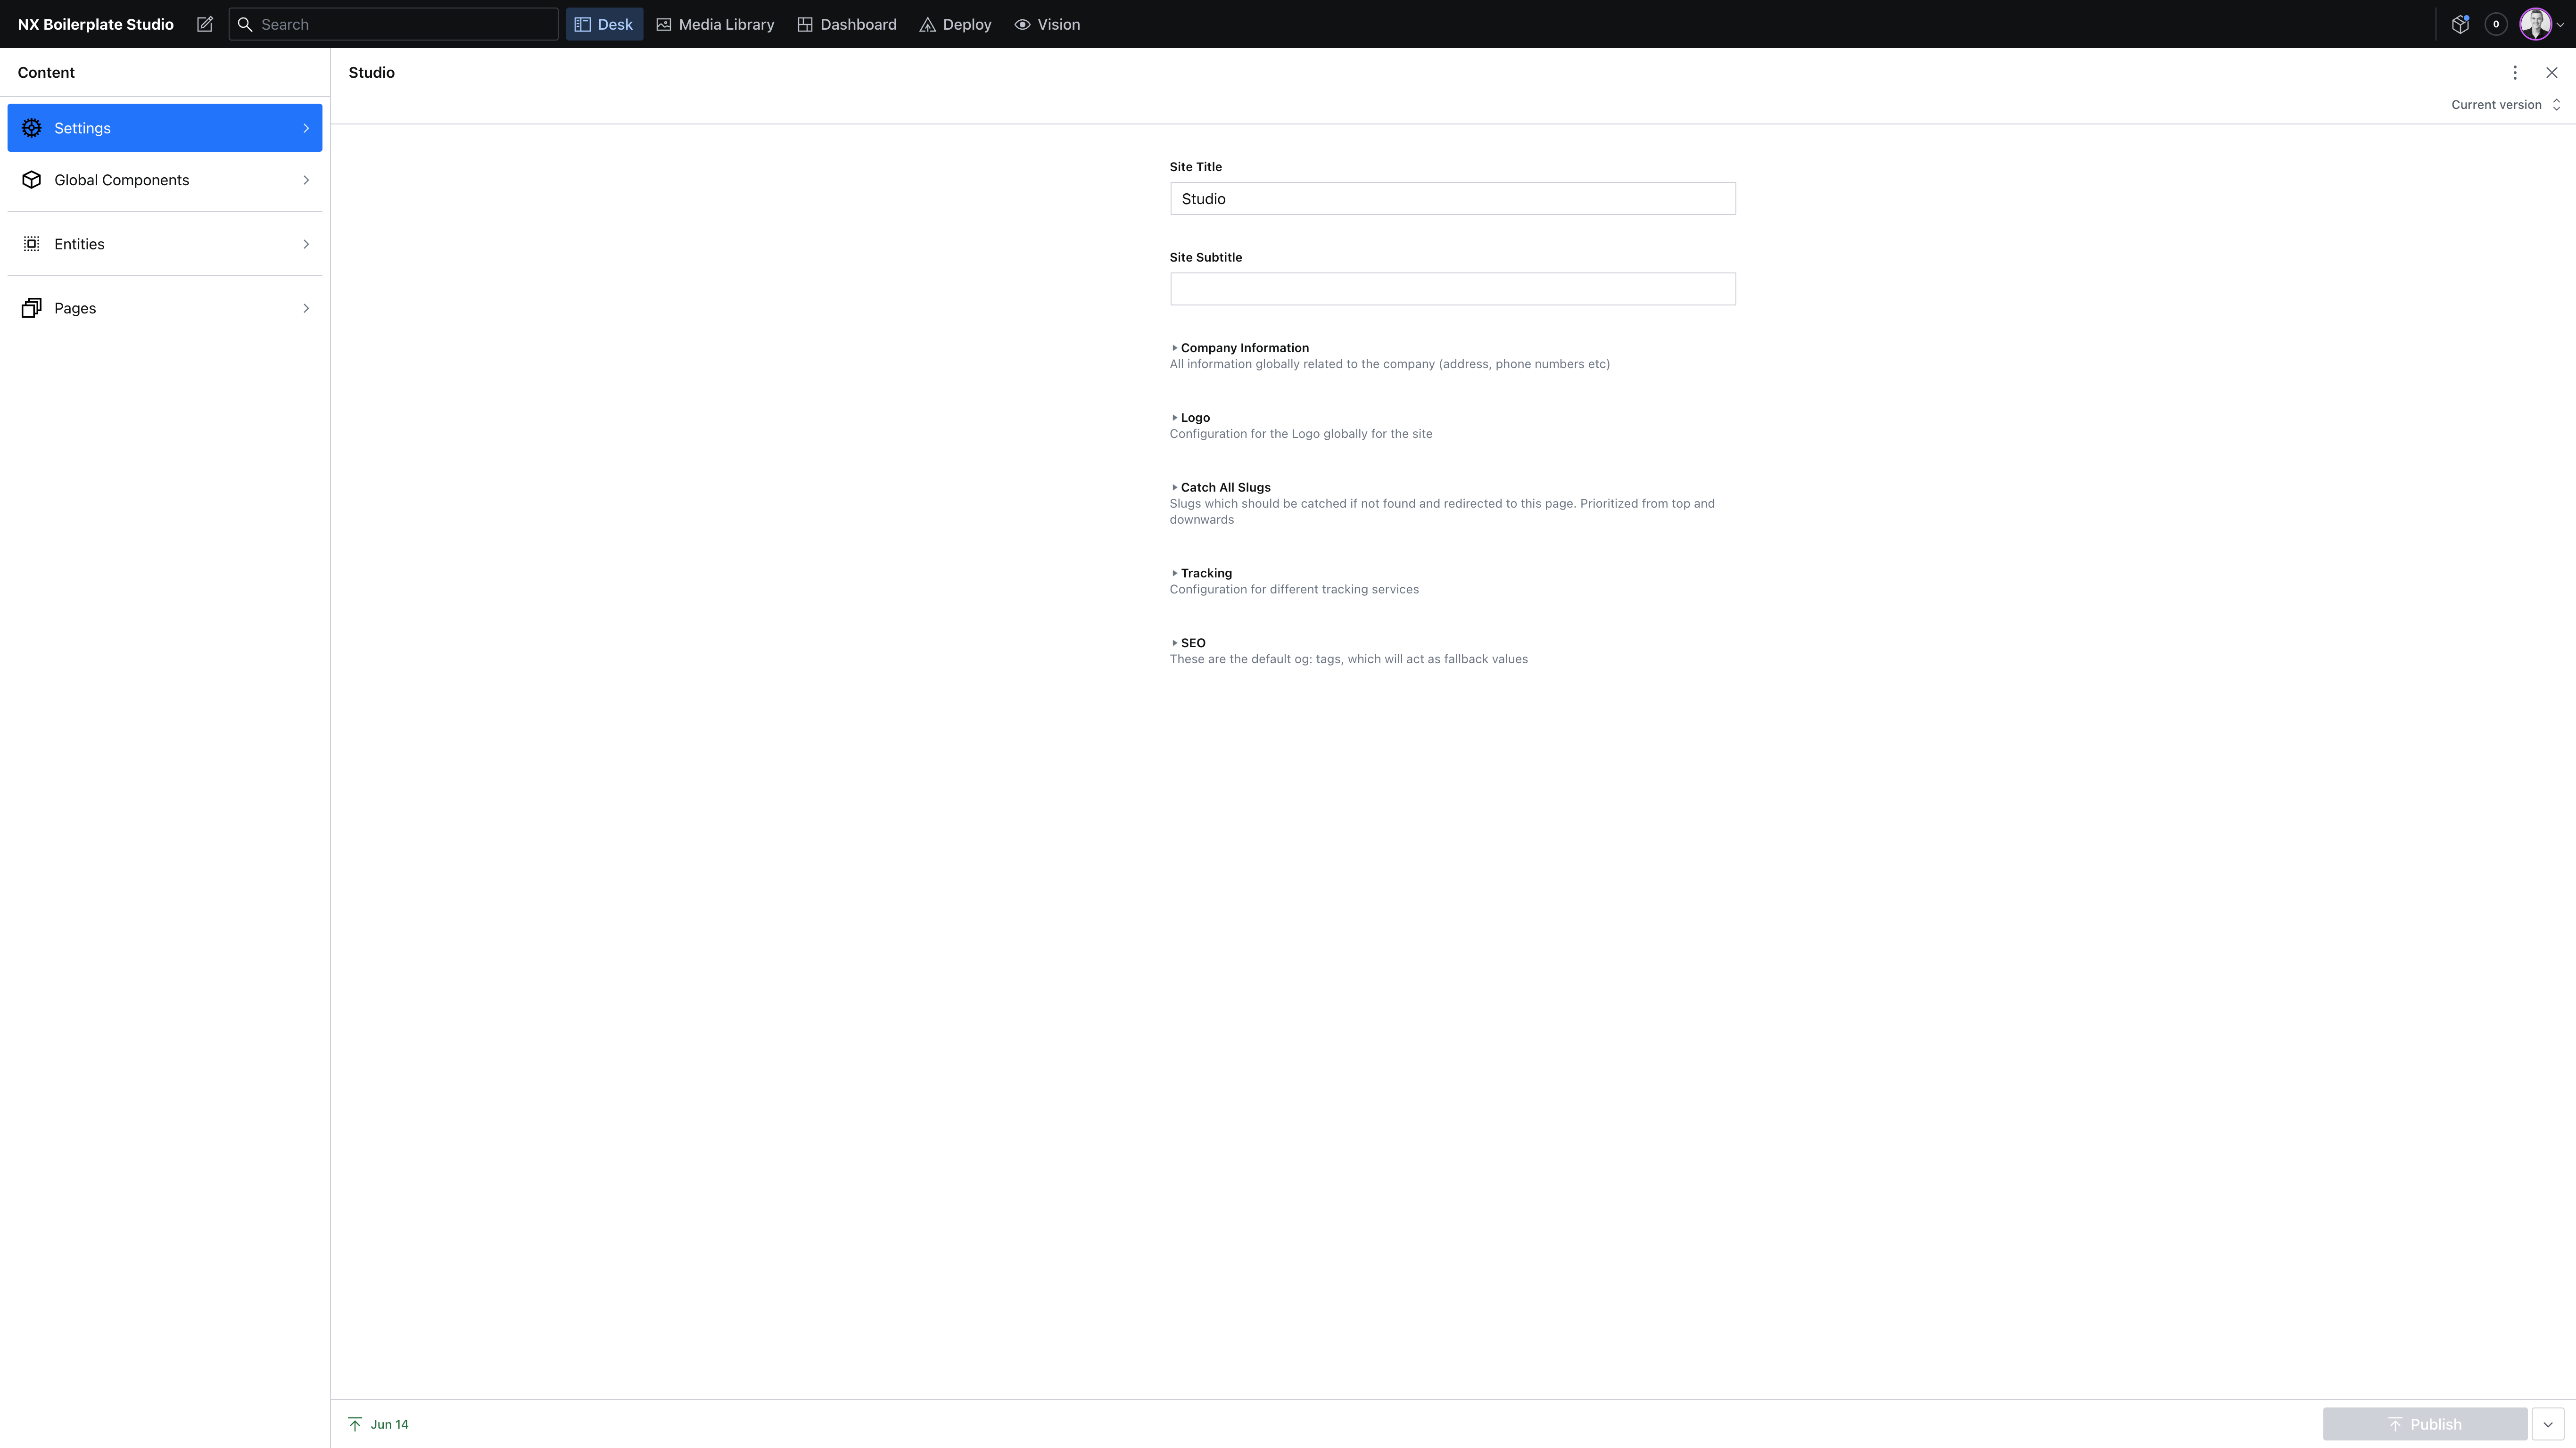 NX Boilerplate Studio
Search
Desk
Media Library
Dashboard
Deploy
Vision
0
Content
Settings
Global Components
Entities
Pages
Studio
Current version
Site Title
Studio
Site Subtitle
Company Information
All information globally related to the company (address, phone numbers etc)
Logo
Configuration for the Logo globally for the site
Catch All Slugs
Slugs which should be catched if not found and redirected to this page. Prioritized from top and
downwards
Tracking
Configuration for different tracking services
SEO
These are the default og: tags, which will act as fallback values
Jun 14
Publish